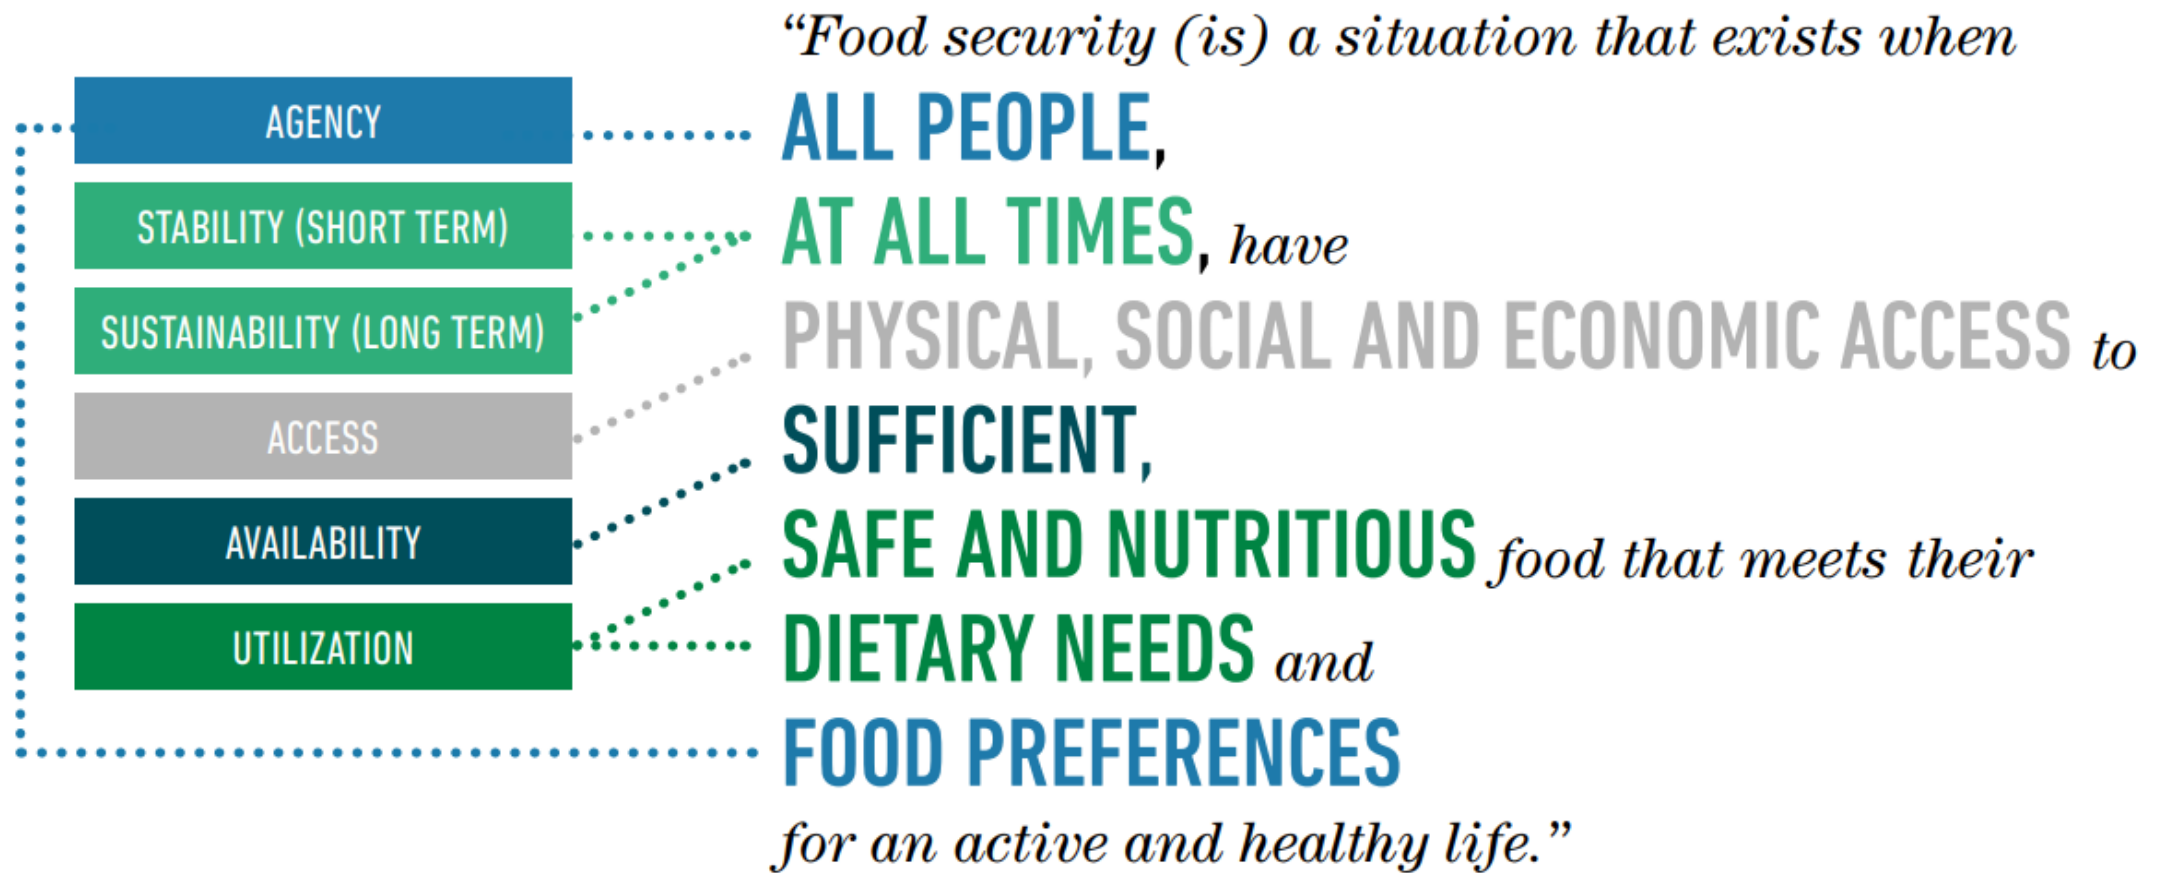 “Food security (is) a situation that exists when
AGENCY
ALL PEOPLE,
STABILITY (SHORT TERM)
AT ALL TIMES, have
SUSTAINABILITY (LONG TERM)
PHYSICAL, SOCIAL AND ECONOMIC ACCESS to
ACCESS
SUFFICIENT,
AVAILABILITY
SAFE AND NUTRITIOUS food that meets their
UTILIZATION
DIETARY NEEDS and
FOOD PREFERENCES
for an active and healthy life.”